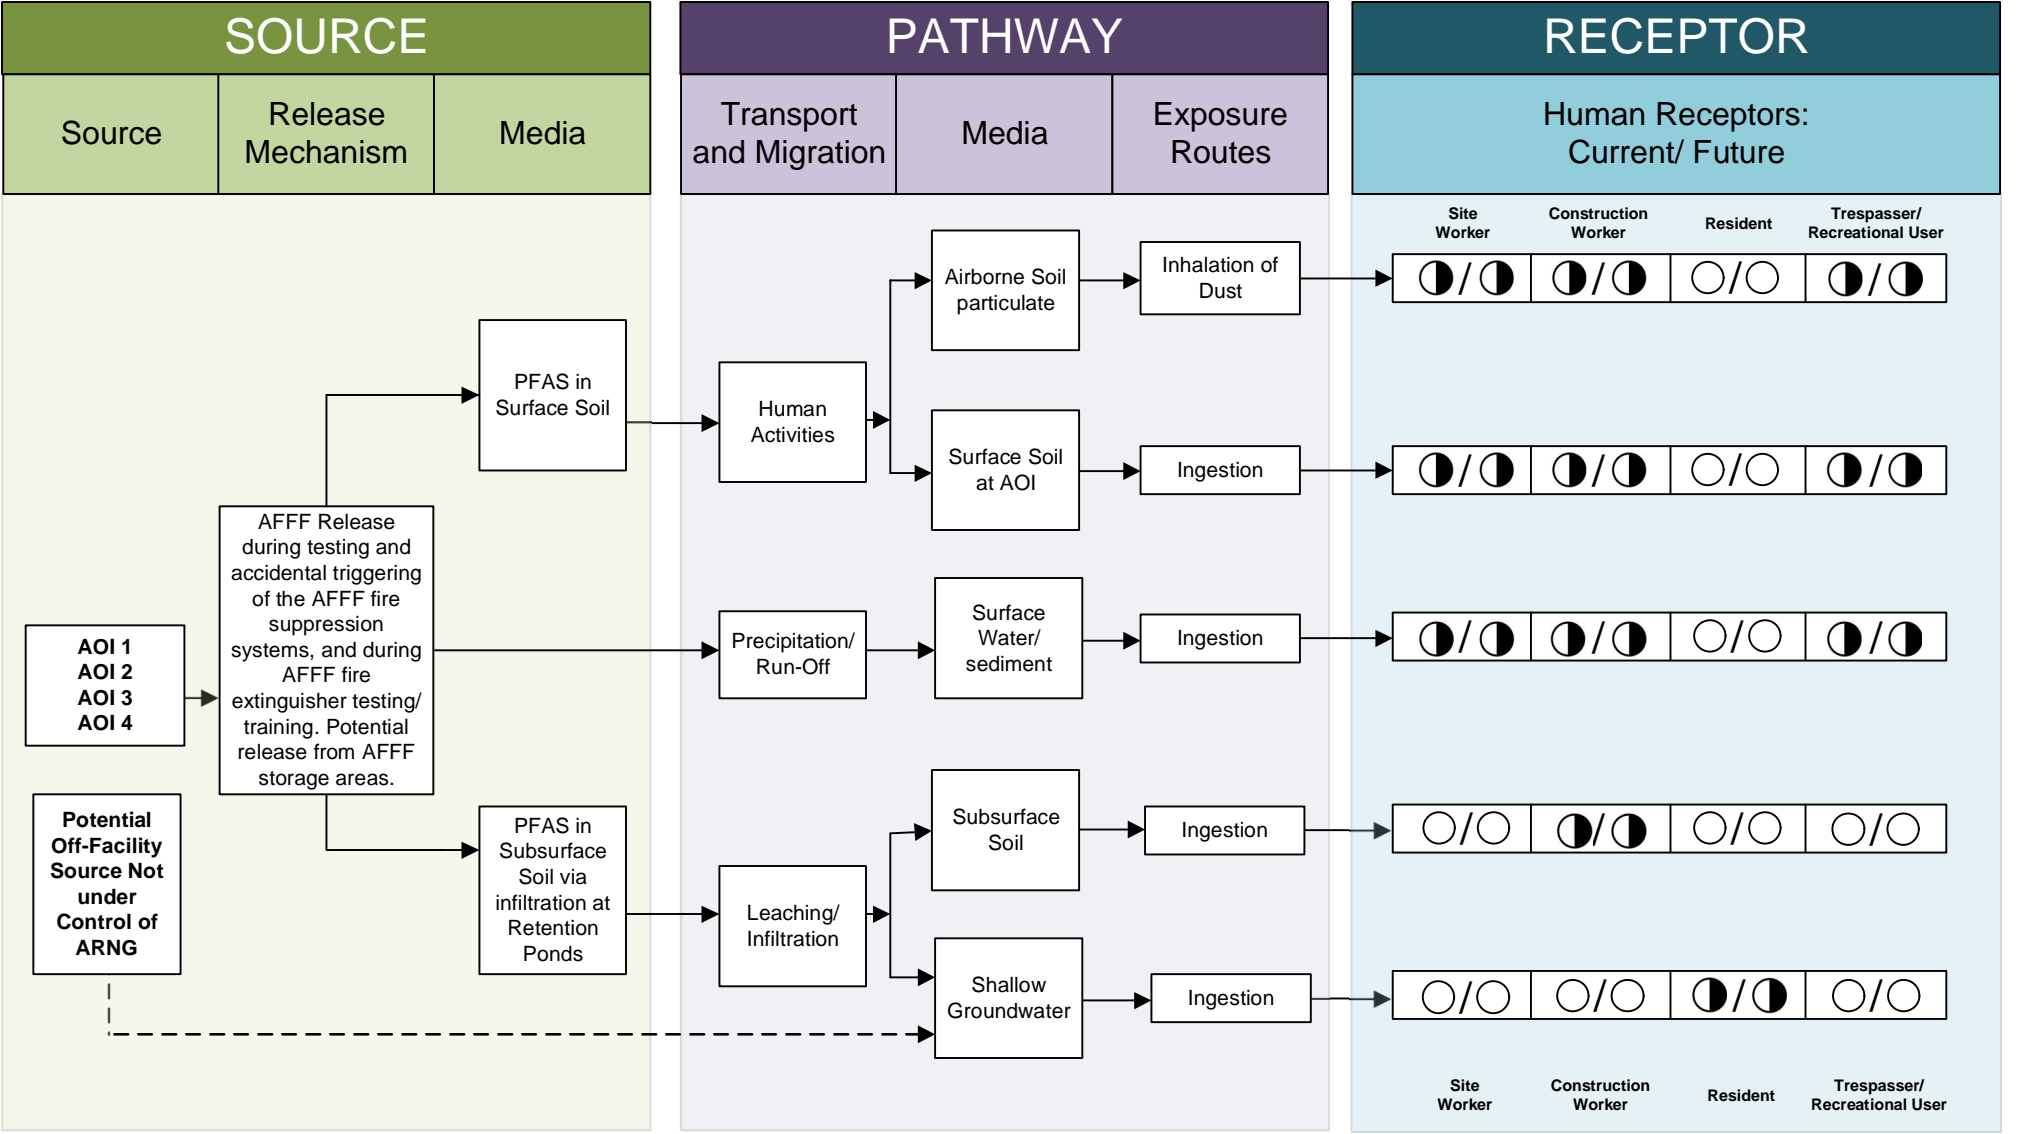 SOURCE
PATHWAY
RECEPTOR
Source
Release
Mechanism
Media
Transport
and Migration
Media
Exposure
Routes
Human Receptors:
Current/ Future
Site
Worker
Construction
Worker
Resident
Trespasser/
Recreational User
AOI 1
AOI 2
AOI 3
AOI 4
Potential
Off-Facility
Source Not
under
Control of
ARNG
AFFF Release
during testing and
accidental triggering
of the AFFF fire
suppression
systems, and during
AFFF fire
extinguisher testing/
training. Potential
release from AFFF
storage areas.
PFAS in
Surface Soil
PFAS in
Subsurface
Soil via
infiltration at
Retention
Ponds
Human
Activities
Precipitation/
Run-Off
Leaching/
Infiltration
Airborne Soil
particulate
Surface Soil
at AOI
Surface
Water/
sediment
Subsurface
Soil
Shallow
Groundwater
Inhalation of
Dust
Ingestion
Ingestion
Ingestion
Ingestion
◑/◑ ◑/◑ ○/○ ◑/◑
◑/◑ ◑/◑ ○/○ ◑/◑
◑/◑ ◑/◑ ○/○ ◑/◑
○/○ ◑/◑ ○/○ ○/○
○/○ ○/○ ◑/◑ ○/○
Site
Worker
Construction
Worker
Resident
Trespasser/
Recreational User